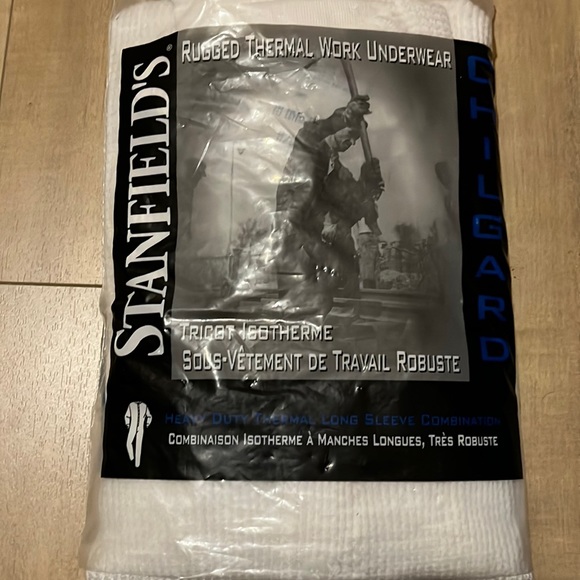 RUGGED THERMAL WORK UNDERWEAR
STANFIELD'S®
CHILGARD
TRICOT ISOTHERME
SOUS-VÊTEMENT DE TRAVAIL ROBUSTE
HEAVY DUTY THERMAL LONG SLEEVE COMBINATION
COMBINAISON ISOTHERME À MANCHES LONGUES, TRÈS ROBUSTE